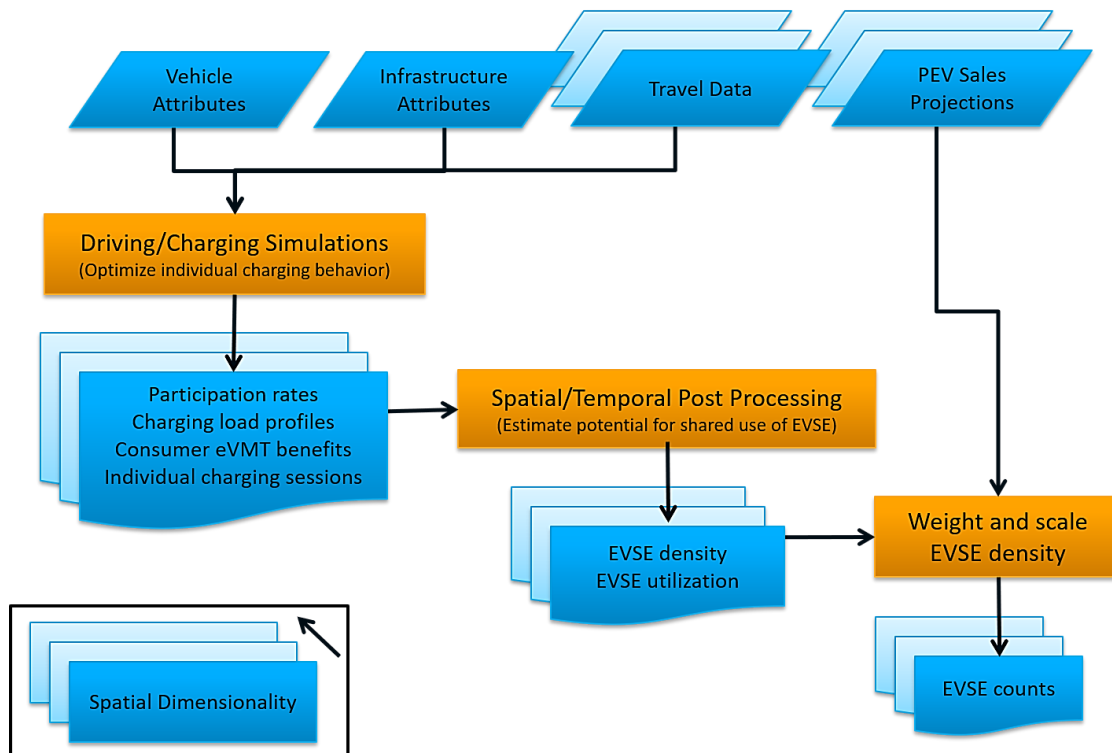 Vehicle
Attributes
Infrastructure
Attributes
Travel Data
PEV Sales
Projections
Driving/Charging Simulations
(Optimize individual charging behavior)
Participation rates
Charging load profiles
Consumer eVMT benefits
Individual charging sessions
Spatial/Temporal Post Processing
(Estimate potential for shared use of EVSE)
EVSE density
EVSE utilization
Weight and scale
EVSE density
EVSE counts
Spatial Dimensionality